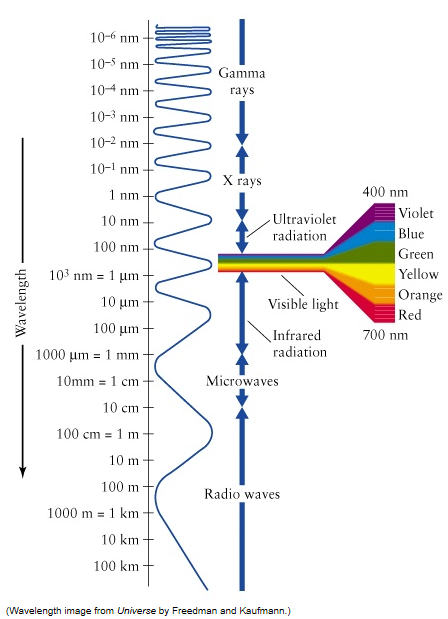 10⁻⁶ nm
10⁻⁵ nm
10⁻⁴ nm
10⁻³ nm
10⁻² nm
10⁻¹ nm
1 nm
10 nm
100 nm
10³ nm = 1 µm
10 µm
100 µm
1000 µm = 1 mm
10mm = 1 cm
10 cm
100 cm = 1 m
10 m
100 m
1000 m = 1 km
10 km
100 km
Wavelength
Gamma
rays
X rays
Ultraviolet
radiation
Visible light
Infrared
radiation
Microwaves
Radio waves
400 nm
Violet
Blue
Green
Yellow
Orange
Red
700 nm
(Wavelength image from Universe by Freedman and Kaufmann.)